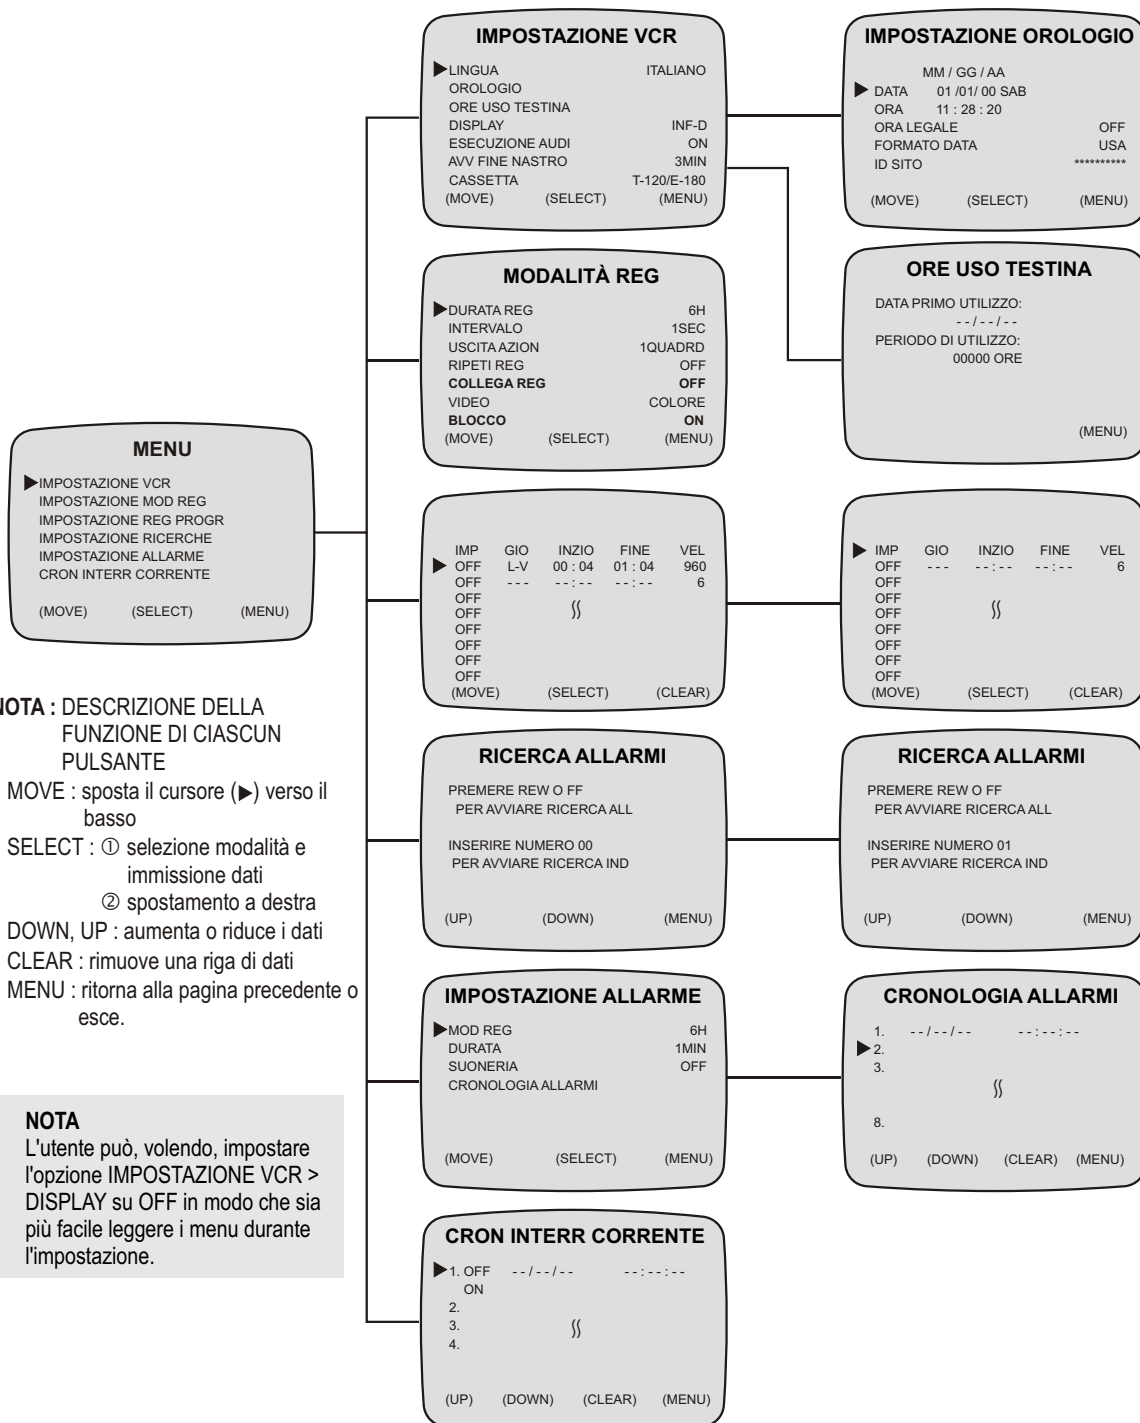 IMPOSTAZIONE VCR
LINGUA ITALIANO
OROLOGIO
ORE USO TESTINA
DISPLAY INF-D
ESECUZIONE AUDI ON
AVV FINE NASTRO 3MIN
CASSETTA T-120/E-180
(MOVE) (SELECT) (MENU)
IMPOSTAZIONE OROLOGIO
MM / GG / AA
DATA 01 /01/ 00 SAB
ORA 11 : 28 : 20
ORA LEGALE OFF
FORMATO DATA USA
ID SITO **********
(MOVE) (SELECT) (MENU)
MODALITÀ REG
DURATA REG 6H
INTERVALO 1SEC
USCITA AZION 1QUADRD
RIPETI REG OFF
COLLEGA REG OFF
VIDEO COLORE
BLOCCO ON
(MOVE) (SELECT) (MENU)
ORE USO TESTINA
DATA PRIMO UTILIZZO:
- - / - - / - -
PERIODO DI UTILIZZO:
00000 ORE
(MENU)
MENU
IMPOSTAZIONE VCR
IMPOSTAZIONE MOD REG
IMPOSTAZIONE REG PROGR
IMPOSTAZIONE RICERCHE
IMPOSTAZIONE ALLARME
CRON INTERR CORRENTE
(MOVE) (SELECT) (MENU)
IMP GIO INZIO FINE VEL
OFF L-V 00 : 04 01 : 04 960
OFF - - - - - : - - - - : - - 6
OFF
OFF
OFF
OFF
OFF
OFF
(MOVE) (SELECT) (CLEAR)
IMP GIO INZIO FINE VEL
OFF - - - - - : - - - - : - - 6
OFF
OFF
OFF
OFF
OFF
OFF
OFF
(MOVE) (SELECT) (CLEAR)
NOTA : DESCRIZIONE DELLA
FUNZIONE DI CIASCUN
PULSANTE
MOVE : sposta il cursore (▶) verso il
basso
SELECT : ① selezione modalità e
immissione dati
② spostamento a destra
DOWN, UP : aumenta o riduce i dati
CLEAR : rimuove una riga di dati
MENU : ritorna alla pagina precedente o
esce.
RICERCA ALLARMI
PREMERE REW O FF
PER AVVIARE RICERCA ALL
INSERIRE NUMERO 00
PER AVVIARE RICERCA IND
(UP) (DOWN) (MENU)
RICERCA ALLARMI
PREMERE REW O FF
PER AVVIARE RICERCA ALL
INSERIRE NUMERO 01
PER AVVIARE RICERCA IND
(UP) (DOWN) (MENU)
IMPOSTAZIONE ALLARME
MOD REG 6H
DURATA 1MIN
SUONERIA OFF
CRONOLOGIA ALLARMI
(MOVE) (SELECT) (MENU)
CRONOLOGIA ALLARMI
1. - - / - - / - - - - : - - : - -
2.
3.
8.
(UP) (DOWN) (CLEAR) (MENU)
NOTA
L'utente può, volendo, impostare
l'opzione IMPOSTAZIONE VCR >
DISPLAY su OFF in modo che sia
più facile leggere i menu durante
l'impostazione.
CRON INTERR CORRENTE
1. OFF - - / - - / - - - - : - - : - -
ON
2.
3.
4.
(UP) (DOWN) (CLEAR) (MENU)